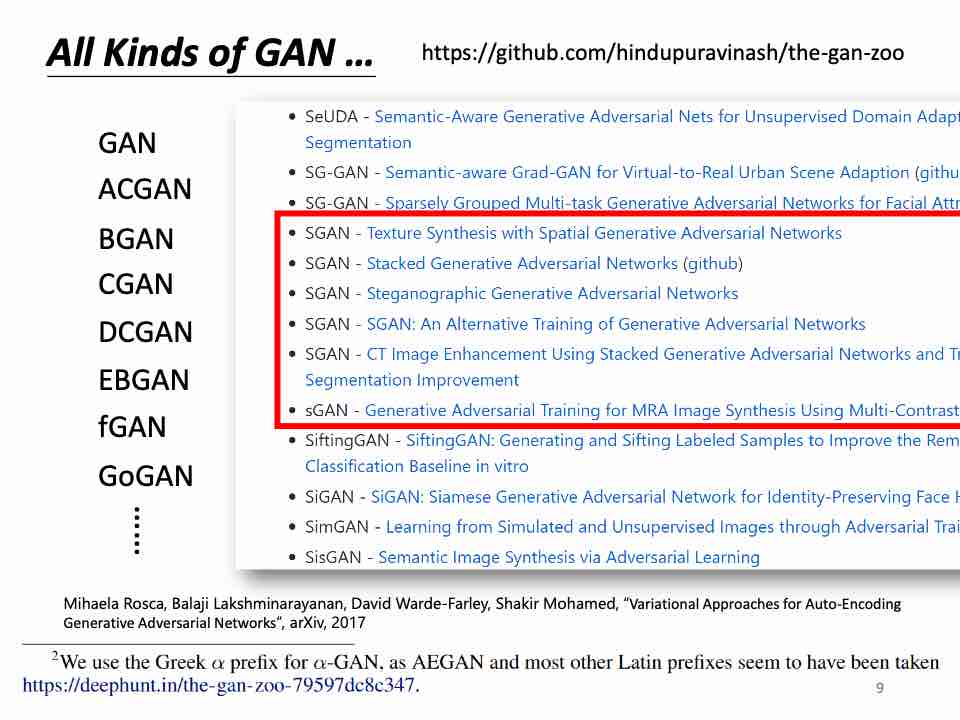 All Kinds of GAN …
https://github.com/hindupuravinash/the-gan-zoo
GAN
ACGAN
BGAN
CGAN
DCGAN
EBGAN
fGAN
GoGAN
• SeUDA - Semantic-Aware Generative Adversarial Nets for Unsupervised Domain Adapt
Segmentation
• SG-GAN - Semantic-aware Grad-GAN for Virtual-to-Real Urban Scene Adaption (githu
• SG-GAN - Sparsely Grouped Multi-task Generative Adversarial Networks for Facial Attr
• SGAN - Texture Synthesis with Spatial Generative Adversarial Networks
• SGAN - Stacked Generative Adversarial Networks (github)
• SGAN - Steganographic Generative Adversarial Networks
• SGAN - SGAN: An Alternative Training of Generative Adversarial Networks
• SGAN - CT Image Enhancement Using Stacked Generative Adversarial Networks and Tr
Segmentation Improvement
• sGAN - Generative Adversarial Training for MRA Image Synthesis Using Multi-Contrast
• SiftingGAN - SiftingGAN: Generating and Sifting Labeled Samples to Improve the Rem
Classification Baseline in vitro
• SiGAN - SiGAN: Siamese Generative Adversarial Network for Identity-Preserving Face H
• SimGAN - Learning from Simulated and Unsupervised Images through Adversarial Trai
• SisGAN - Semantic Image Synthesis via Adversarial Learning
Mihaela Rosca, Balaji Lakshminarayanan, David Warde-Farley, Shakir Mohamed, “Variational Approaches for Auto-Encoding
Generative Adversarial Networks“, arXiv, 2017
²We use the Greek α prefix for α-GAN, as AEGAN and most other Latin prefixes seem to have been taken
https://deephunt.in/the-gan-zoo-79597dc8c347.
9